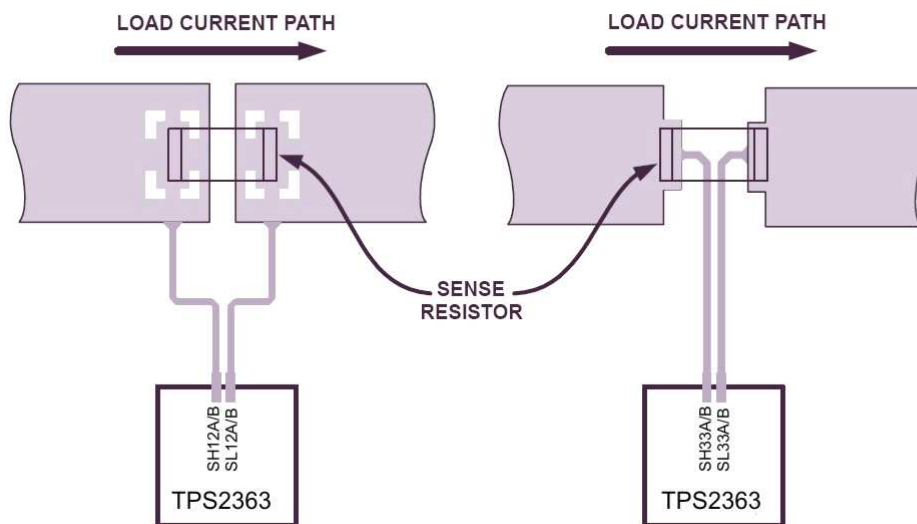 LOAD CURRENT PATH
LOAD CURRENT PATH
SENSE
RESISTOR
SH12A/B
SL12A/B
TPS2363
SH33A/B
SL33A/B
TPS2363